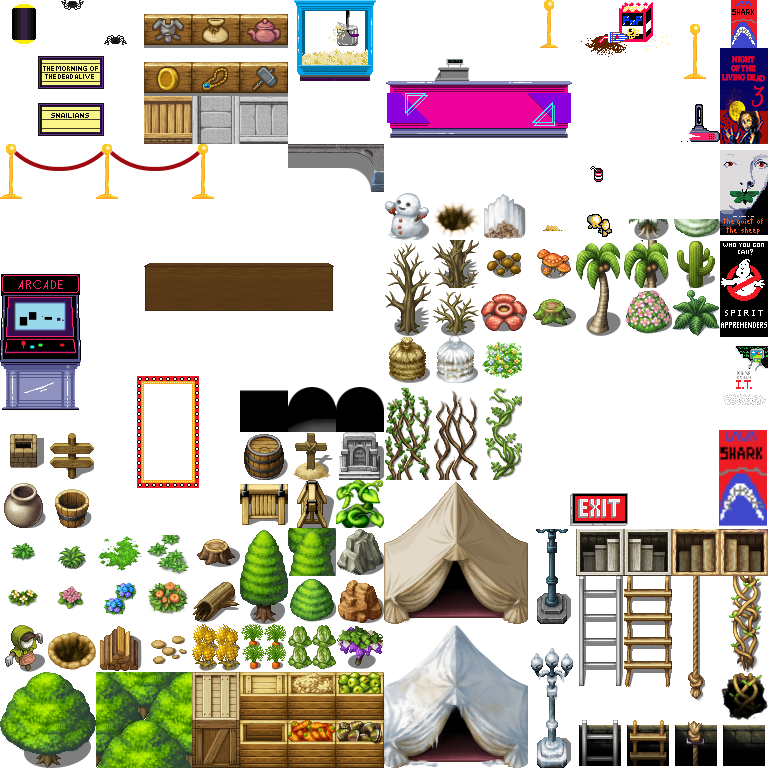 SHARK
THE MORNING OF
THE DEAD ALIVE
SNAILIANS
NIGHT
OF THE
LIVING DEAD
3
the quiet of
the sheep
WHO YOU GON
CALL?
SPIRIT
APPREHENDERS
ARCADE
I.T.
SHARK
EXIT